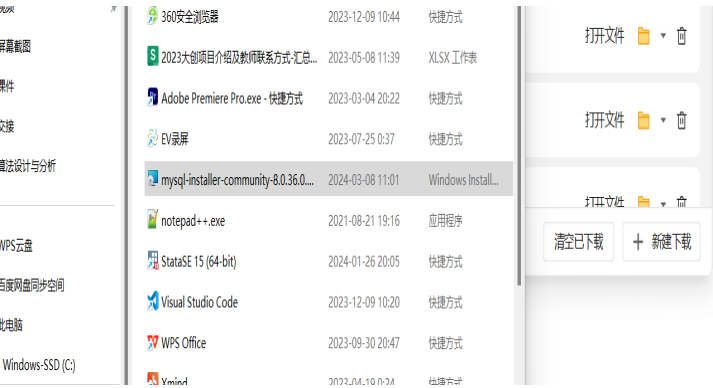 屏幕截图
课件
交接
算法设计与分析
WPS云盘
百度网盘同步空间
此电脑
Windows-SSD (C:)
360安全浏览器 2023-12-09 10:44 快捷方式
2023大创项目介绍及教师联系方式-汇总... 2023-05-08 11:39 XLSX 工作表
Adobe Premiere Pro.exe - 快捷方式 2023-03-04 20:22 快捷方式
EV录屏 2023-07-25 0:37 快捷方式
mysql-installer-community-8.0.36.0.... 2024-03-08 11:01 Windows Install...
notepad++.exe 2021-08-21 19:16 应用程序
StataSE 15 (64-bit) 2024-01-26 20:05 快捷方式
Visual Studio Code 2023-12-09 10:20 快捷方式
WPS Office 2023-09-30 20:47 快捷方式
Xmind 2023-04-19 0:24 快捷方式
打开文件
打开文件
打开文件
清空已下载
新建下载